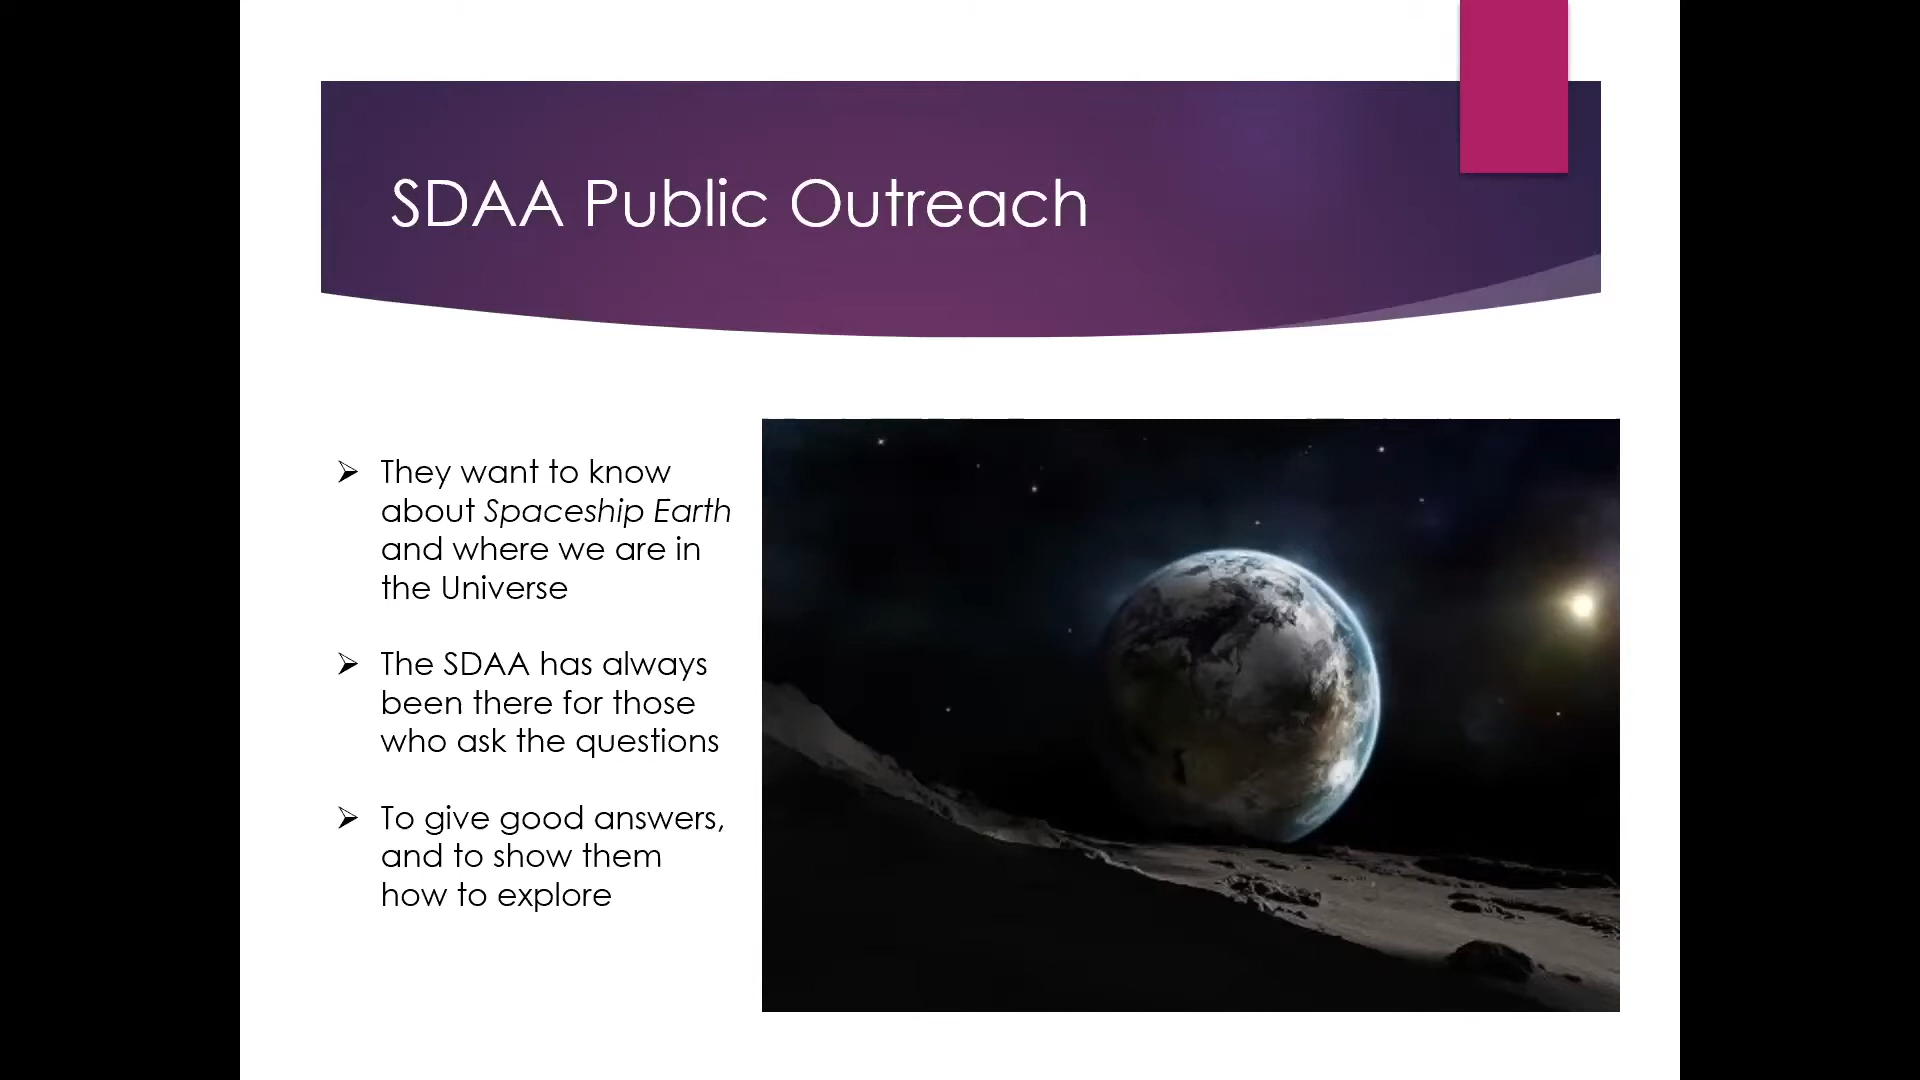 SDAA Public Outreach
They want to know
about Spaceship Earth
and where we are in
the Universe
The SDAA has always
been there for those
who ask the questions
To give good answers,
and to show them
how to explore